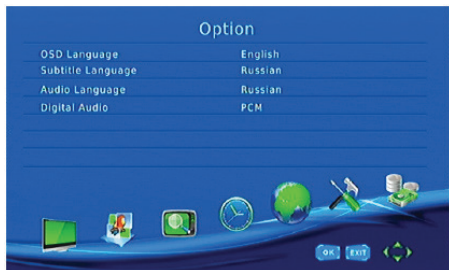 Option
OSD Language English
Subtitle Language Russian
Audio Language Russian
Digital Audio PCM
OK EXIT